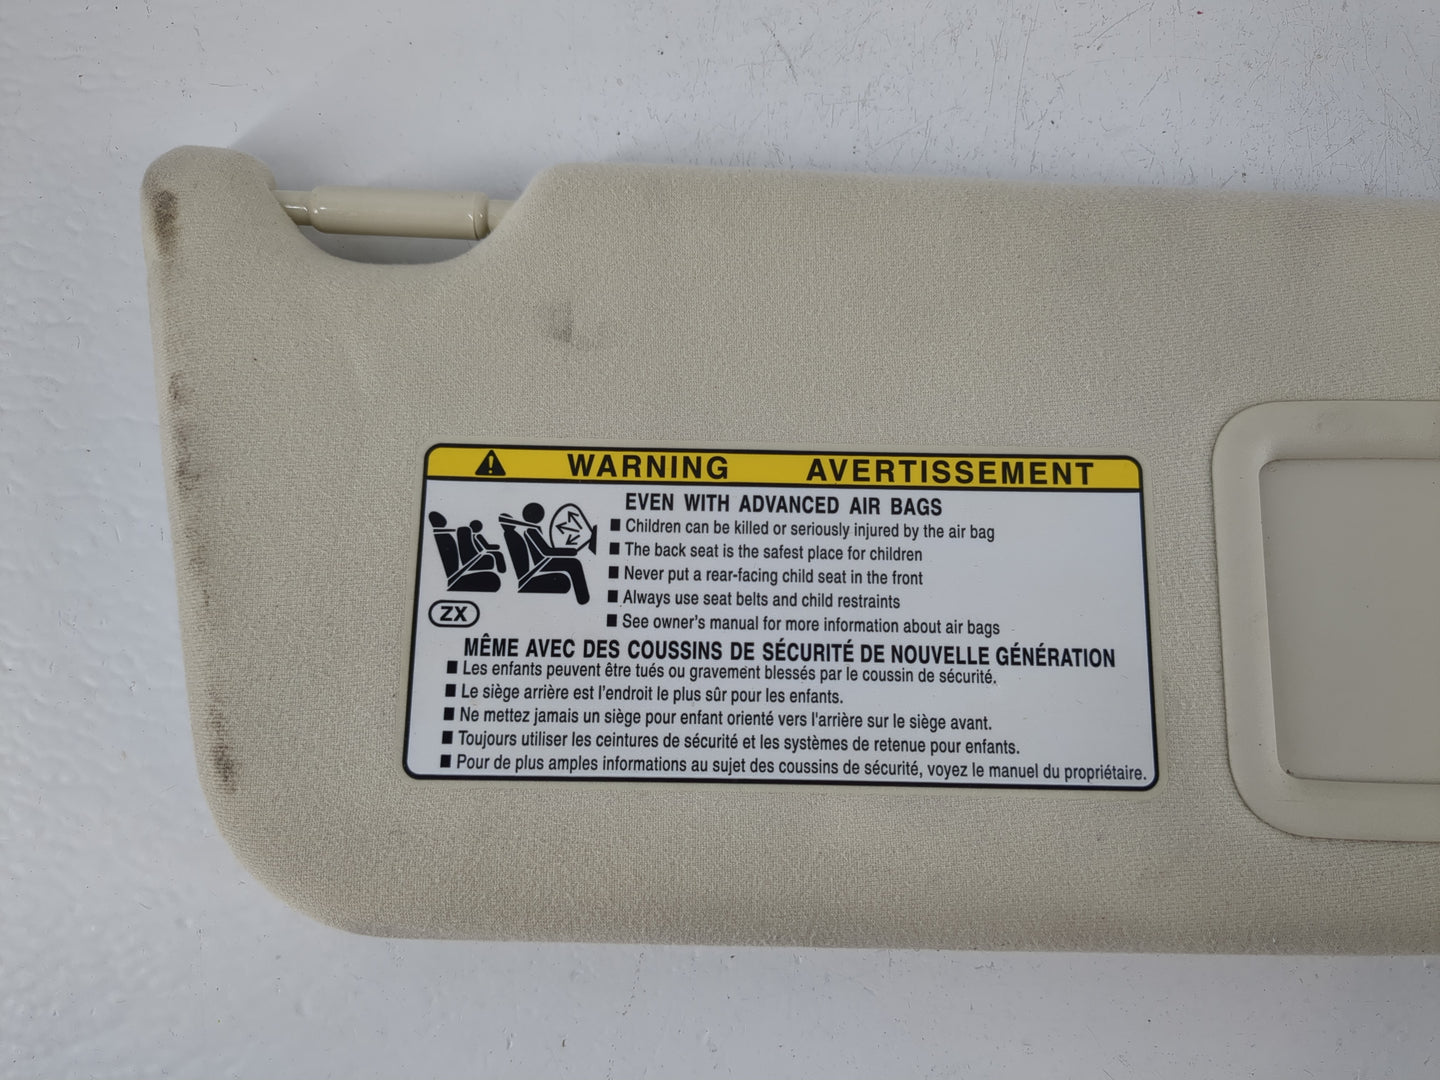 WARNING AVERTISSEMENT
EVEN WITH ADVANCED AIR BAGS
■ Children can be killed or seriously injured by the air bag
■ The back seat is the safest place for children
■ Never put a rear-facing child seat in the front
■ Always use seat belts and child restraints
■ See owner's manual for more information about air bags
ZX
MÊME AVEC DES COUSSINS DE SÉCURITÉ DE NOUVELLE GÉNÉRATION
■ Les enfants peuvent être tués ou gravement blessés par le coussin de sécurité.
■ Le siège arrière est l'endroit le plus sûr pour les enfants.
■ Ne mettez jamais un siège pour enfant orienté vers l'arrière sur le siège avant.
■ Toujours utiliser les ceintures de sécurité et les systèmes de retenue pour enfants.
■ Pour de plus amples informations au sujet des coussins de sécurité, voyez le manuel du propriétaire.